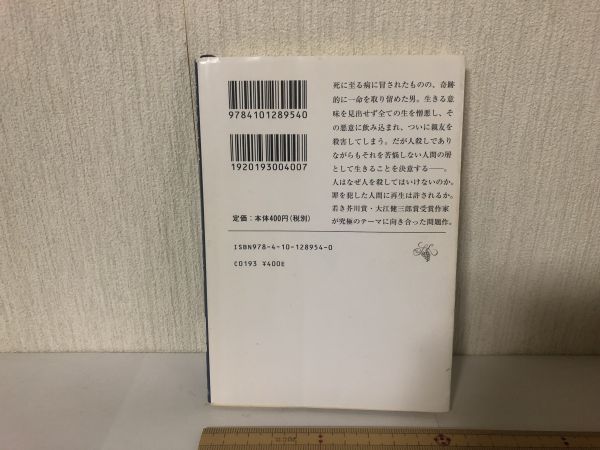 9784101289540
1920193004007
定価：本体400円(税別)
ISBN978-4-10-128954-0
C0193 ¥400E
死に至る病に冒されたものの、奇跡
的に一命を取り留めた男。生きる意
味を見出せず全ての生を憎悪し、そ
の悪意に飲み込まれ、ついに親友を
殺害してしまう。だが人殺しであり
ながらもそれを苦悩しない人間の屑
として生きることを決意する──。
人はなぜ人を殺してはいけないのか。
罪を犯した人間に再生は許されるか。
若き芥川賞・大江健三郎賞受賞作家
が究極のテーマに向き合った問題作。